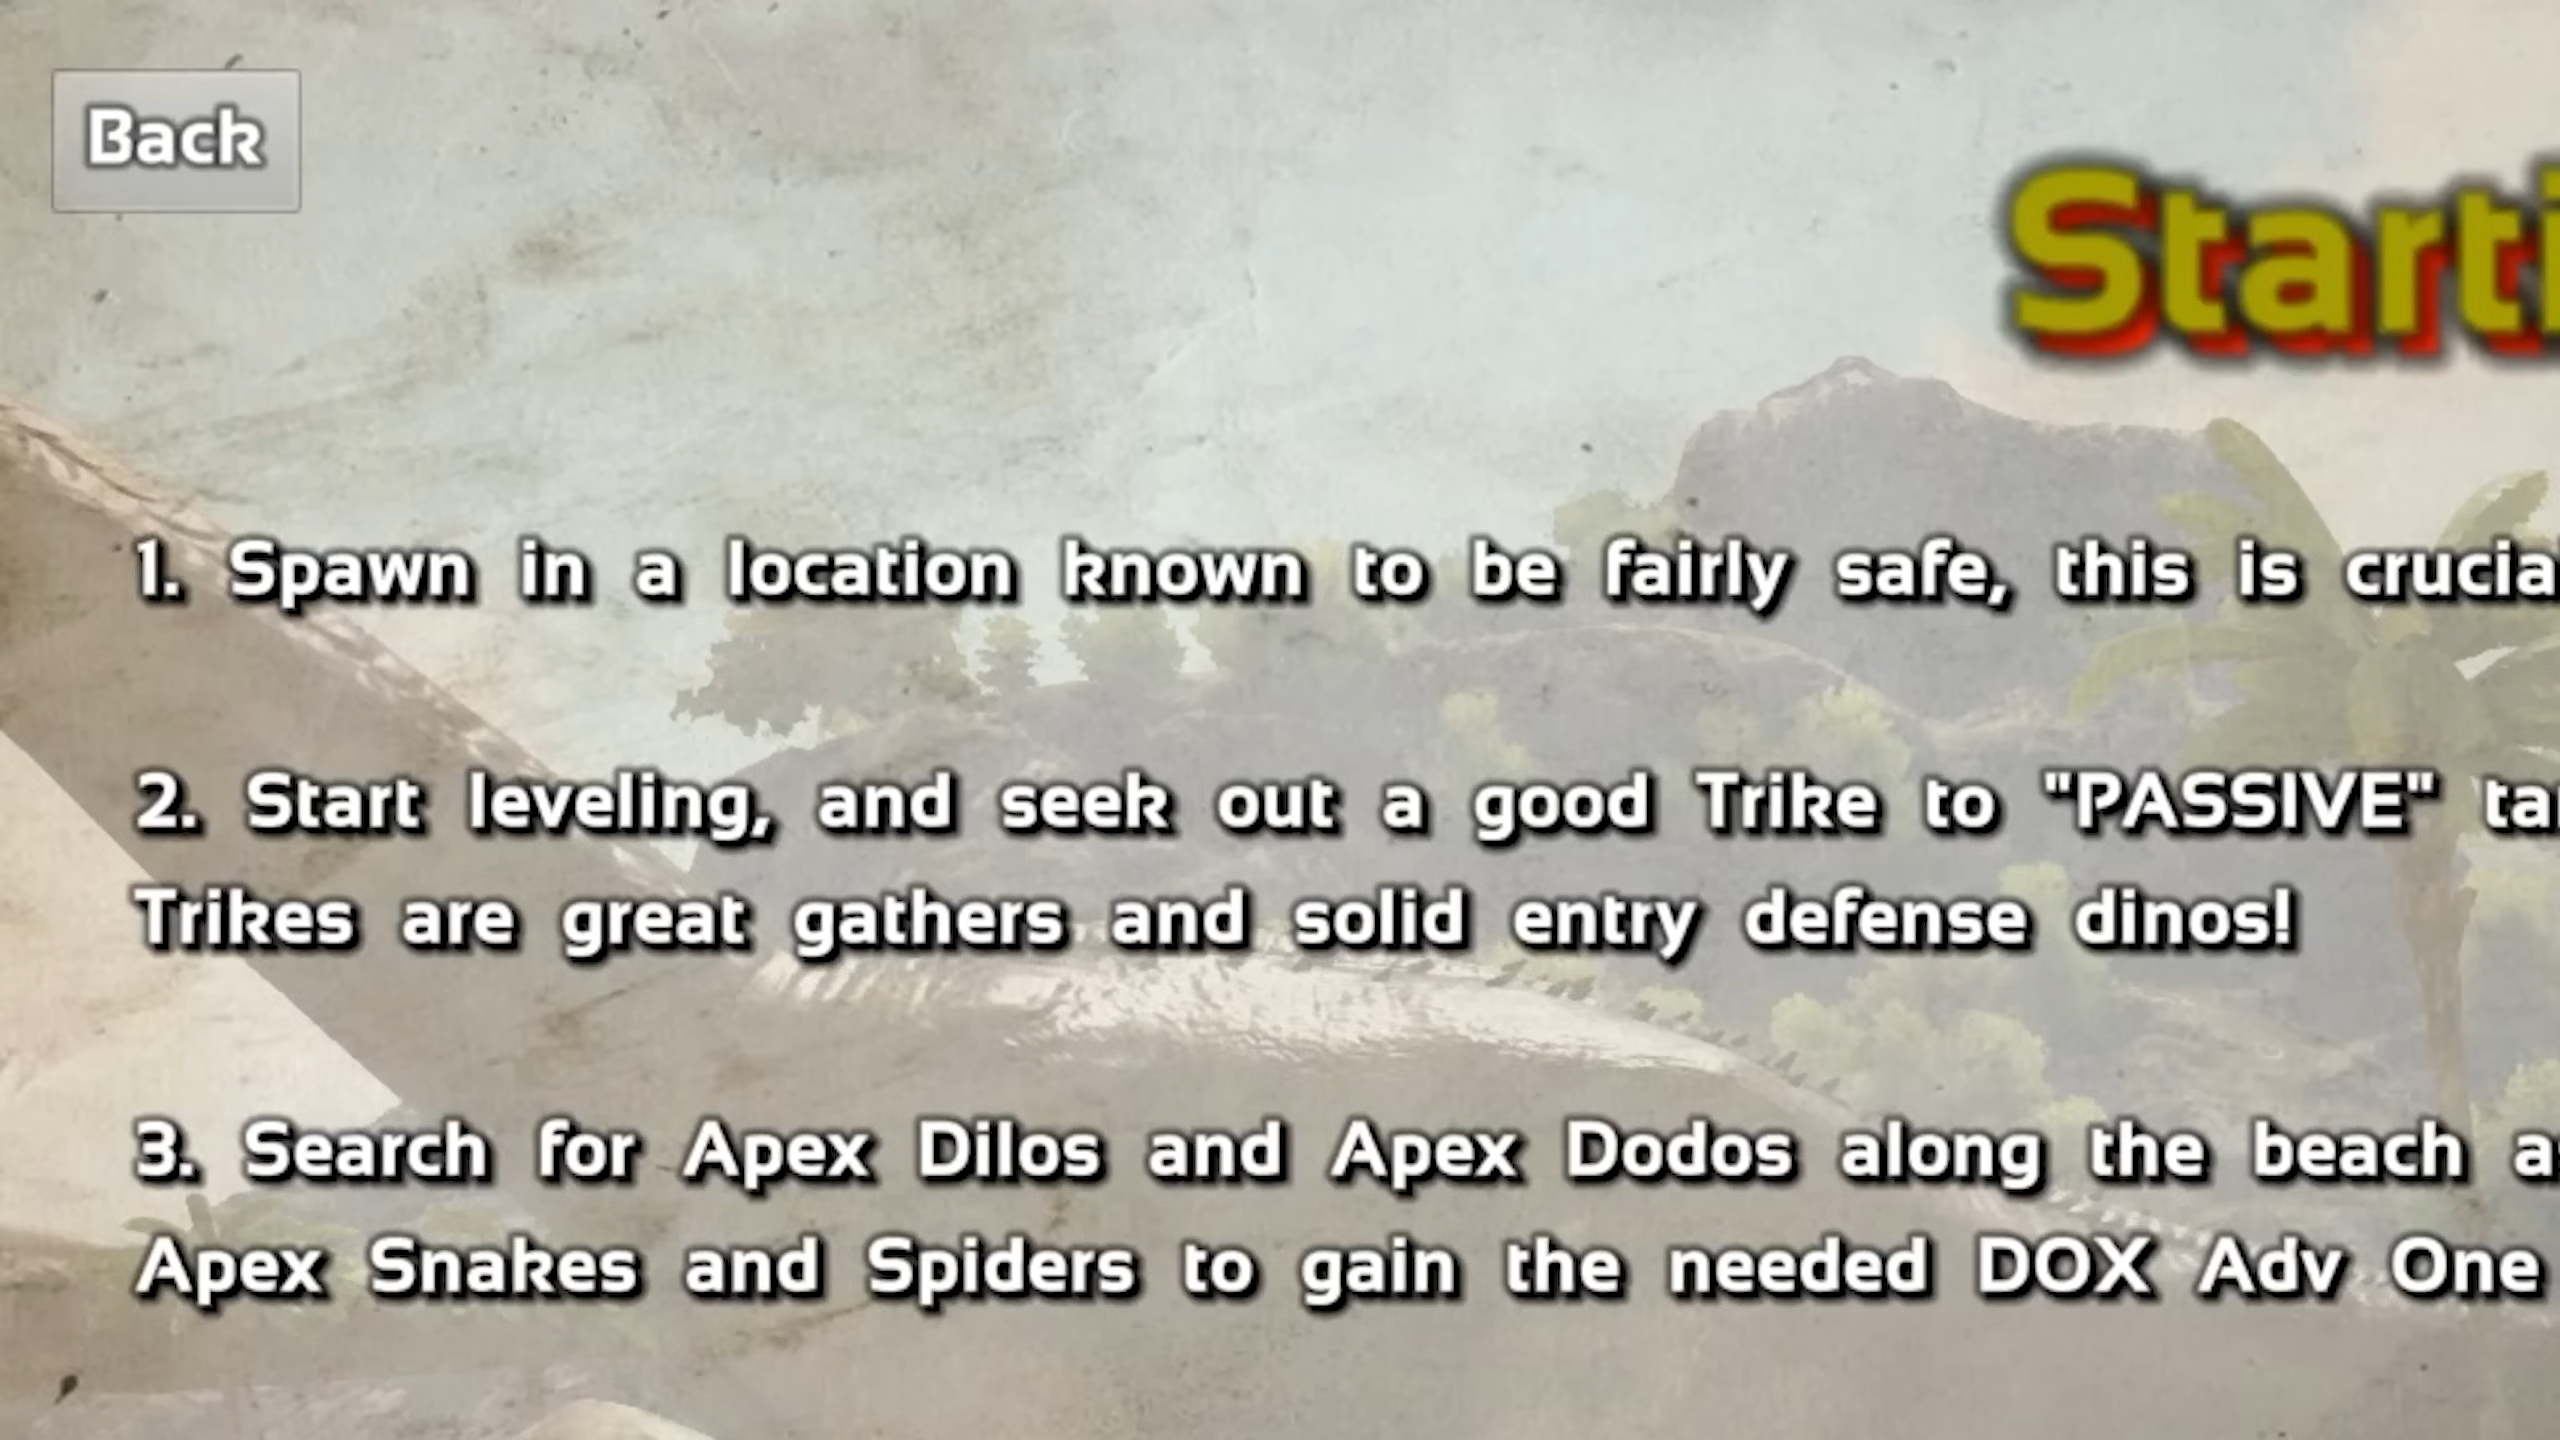 Back
Starti
1. Spawn in a location known to be fairly safe, this is crucia
2. Start leveling, and seek out a good Trike to "PASSIVE"
Trikes are great gathers and solid entry defense dinos!
3. Search for Apex Dilos and Apex Dodos along the beach
Apex Snakes and Spiders to gain the needed DOX Adv One